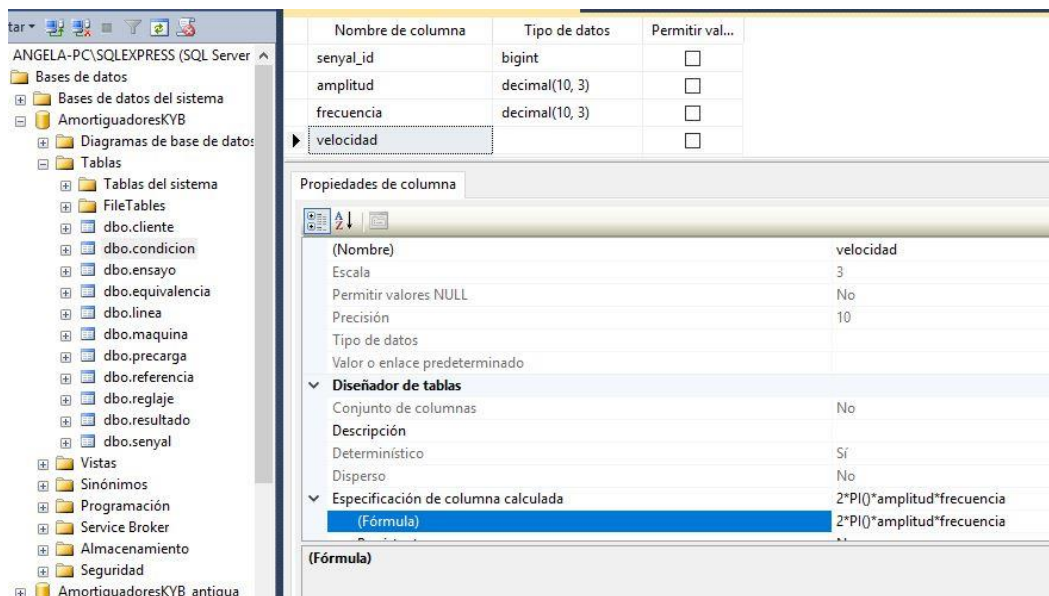 tar
ANGELA-PC\SQLEXPRESS (SQL Server
Bases de datos
Bases de datos del sistema
AmortiguadoresKYB
Diagramas de base de datos
Tablas
Tablas del sistema
FileTables
dbo.cliente
dbo.condicion
dbo.ensayo
dbo.equivalencia
dbo.linea
dbo.maquina
dbo.precarga
dbo.referencia
dbo.reglaje
dbo.resultado
dbo.senyal
Vistas
Sinónimos
Programación
Service Broker
Almacenamiento
Seguridad
AmortiguadoresKYB_antigua
Nombre de columna Tipo de datos Permitir val...
senyal_id bigint
amplitud decimal(10, 3)
frecuencia decimal(10, 3)
velocidad
Propiedades de columna
(Nombre) velocidad
Escala 3
Permitir valores NULL No
Precisión 10
Tipo de datos
Valor o enlace predeterminado
Diseñador de tablas
Conjunto de columnas No
Descripción
Determinístico Sí
Disperso No
Especificación de columna calculada 2*PI()*amplitud*frecuencia
(Fórmula) 2*PI()*amplitud*frecuencia
(Fórmula)